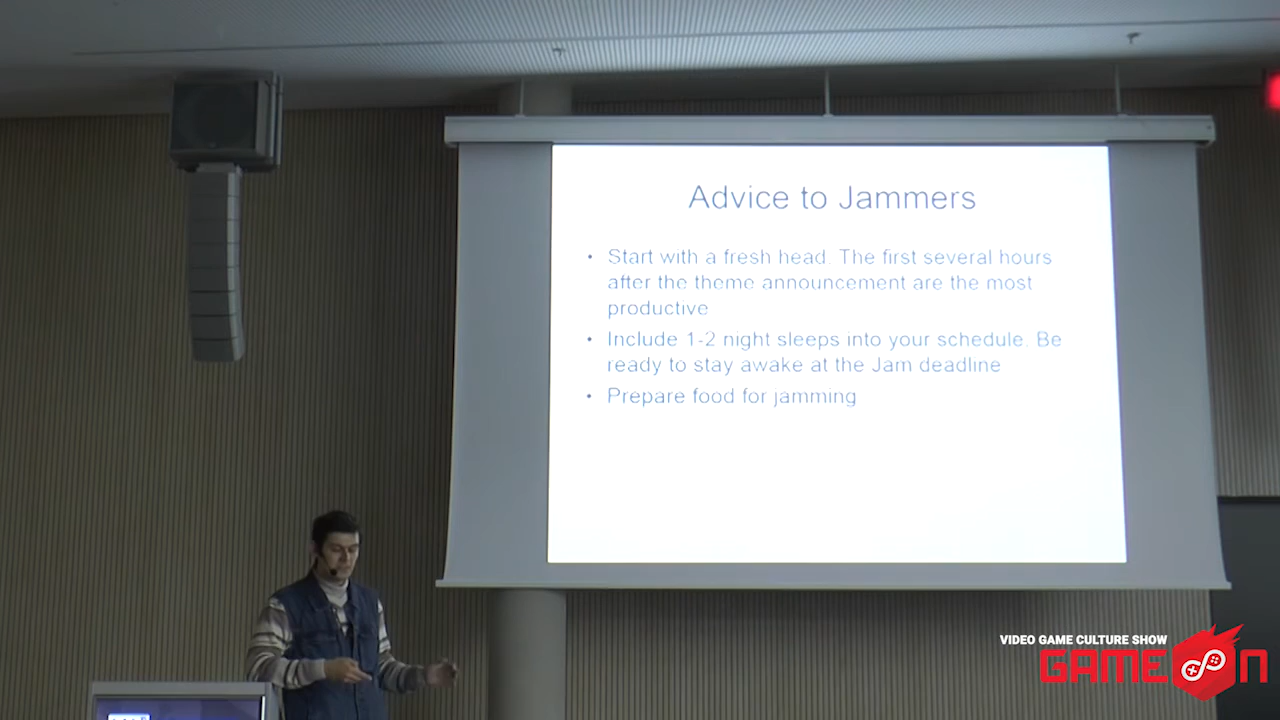 Advice to Jammers
• Start with a fresh head. The first several hours
after the theme announcement are the most
productive
• Include 1-2 night sleeps into your schedule. Be
ready to stay awake at the Jam deadline
• Prepare food for jamming
VIDEO GAME CULTURE SHOW
GAMEON